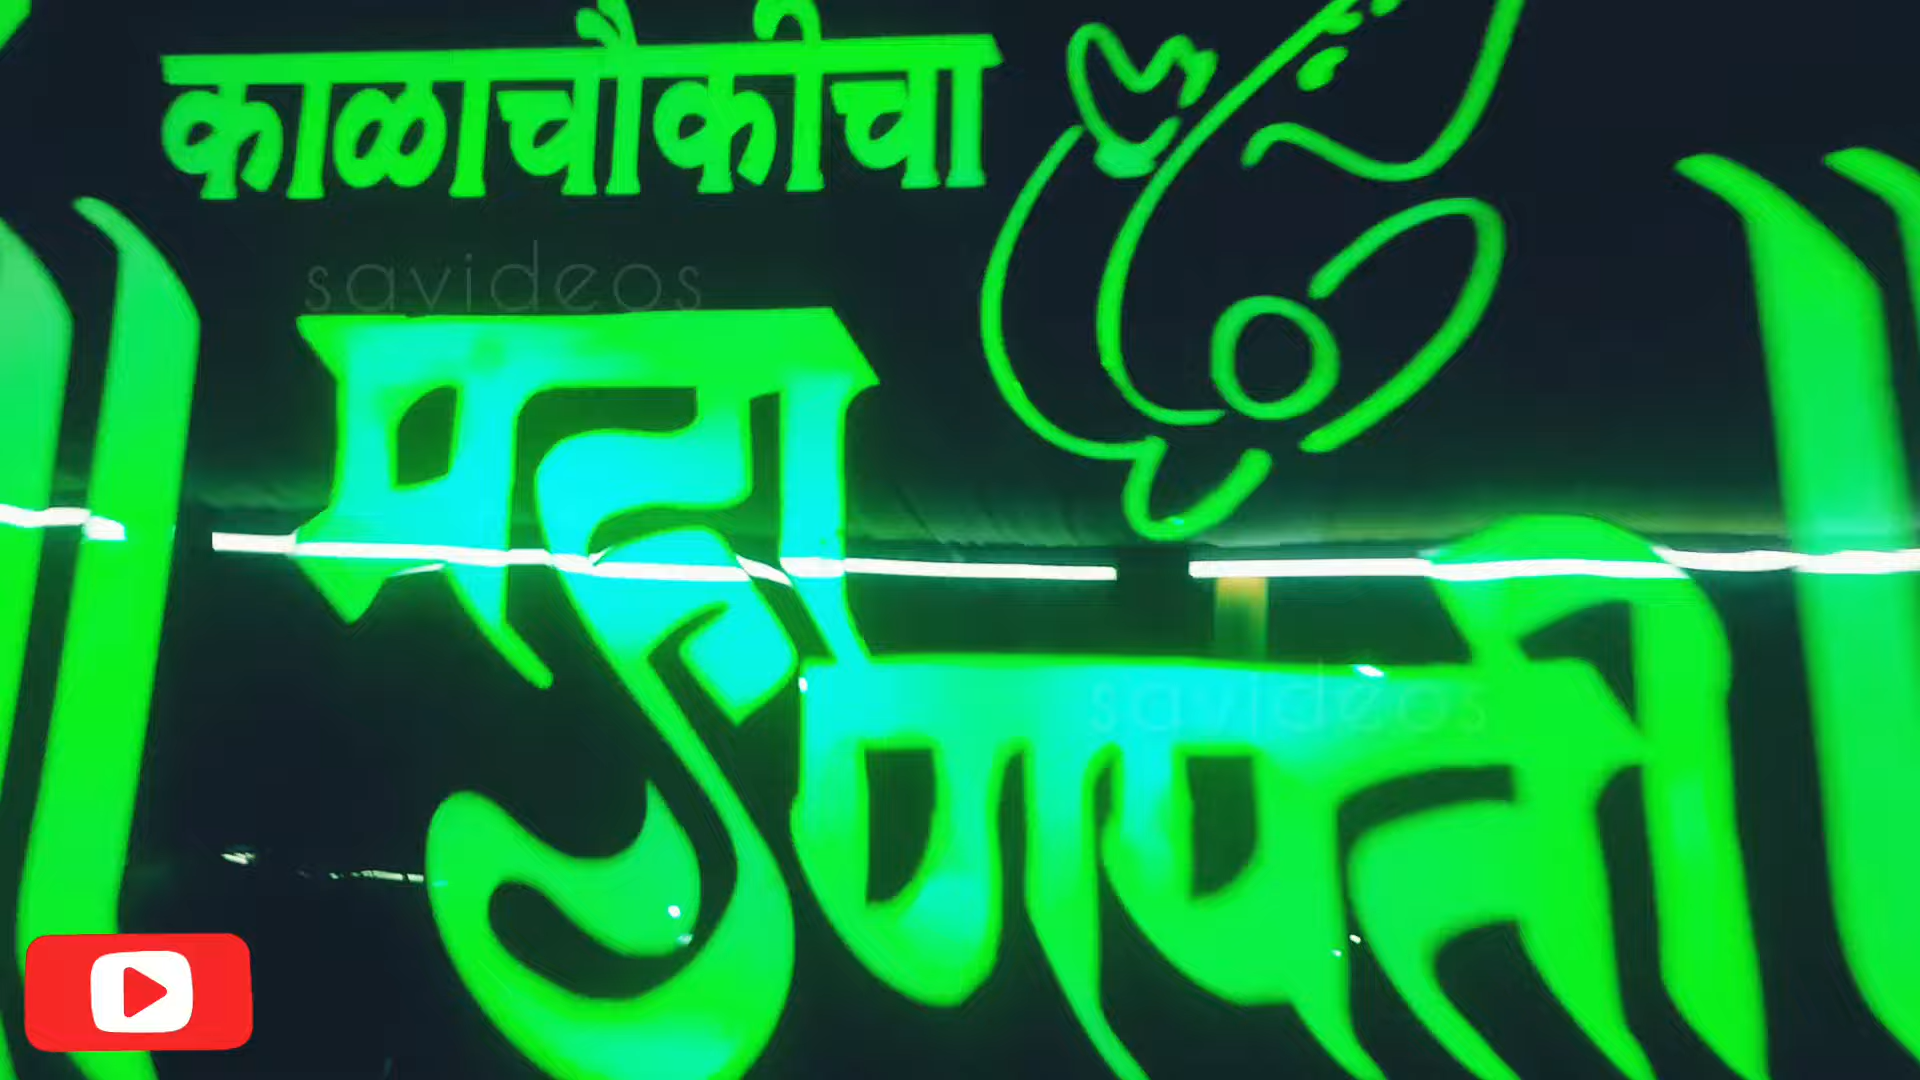 काळाचौकीचा
savideos
॥ महा
गणपती ॥
savideos